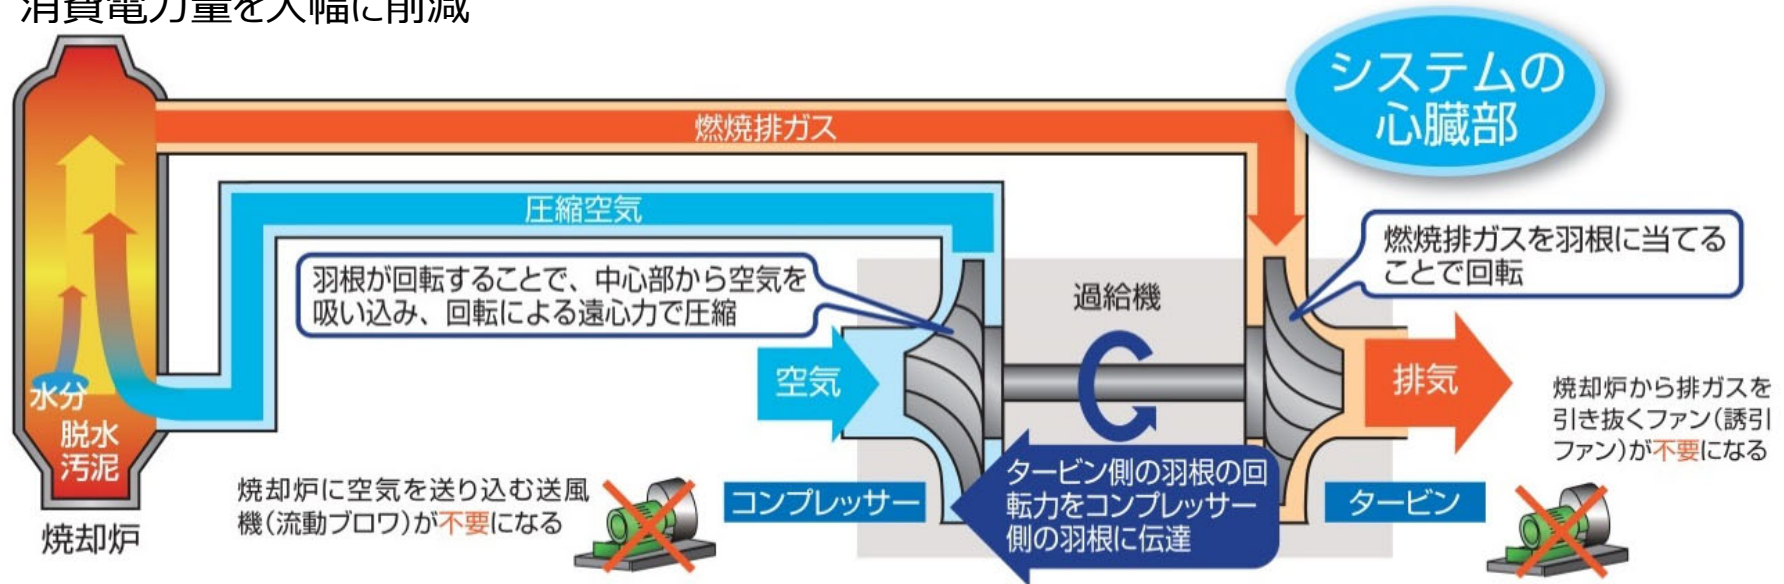 消費電力量を大幅に削減
システムの
心臓部
燃焼排ガス
圧縮空気
燃焼排ガスを羽根に当てる
ことで回転
羽根が回転することで、中心部から空気を
吸い込み、回転による遠心力で圧縮
過給機
空気
排気
水分
脱水
汚泥
焼却炉
焼却炉から排ガスを
引き抜くファン(誘引
ファン)が不要になる
焼却炉に空気を送り込む送風
機(流動ブロワ)が不要になる
コンプレッサー
タービン側の羽根の回
転力をコンプレッサー
側の羽根に伝達
タービン